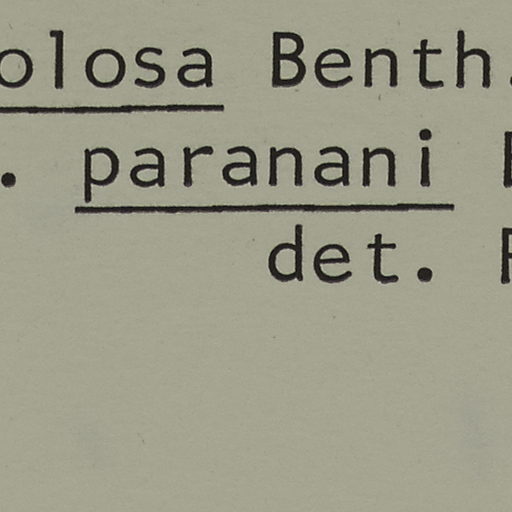 olosa Benth.
. paranani
det.